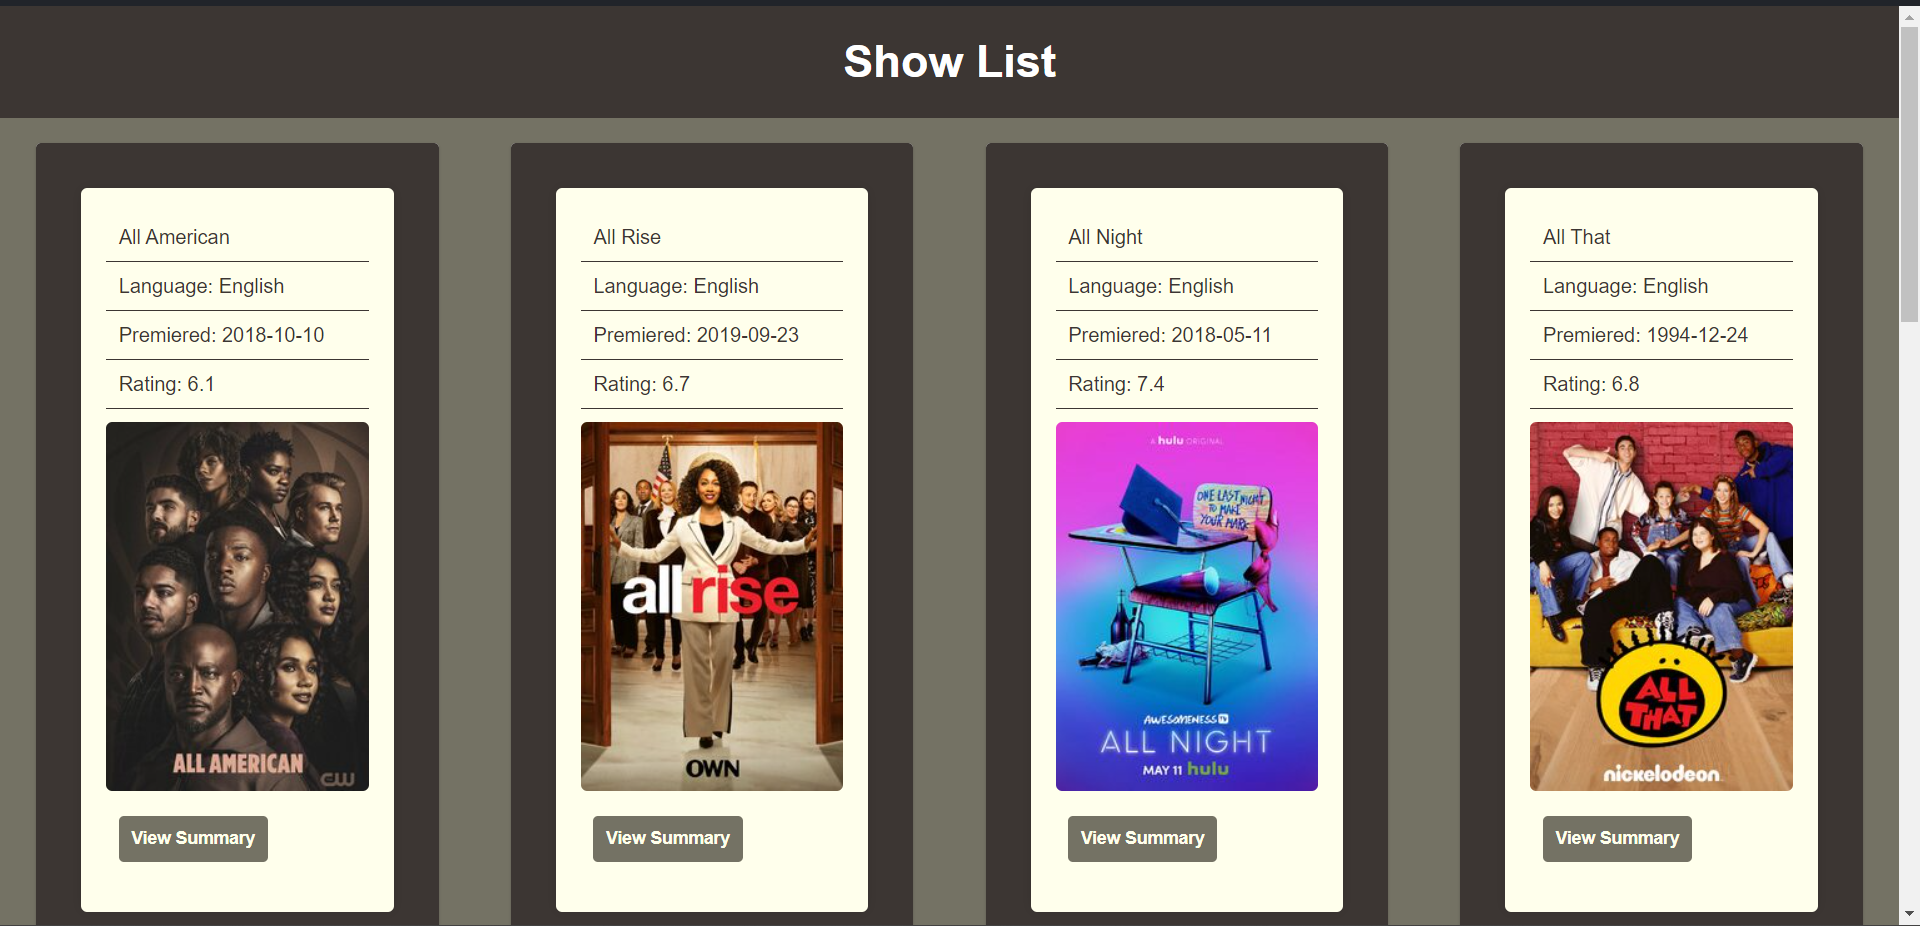 Show List
All American
Language: English
Premiered: 2018-10-10
Rating: 6.1
ALL AMERICAN
CW
View Summary
All Rise
Language: English
Premiered: 2019-09-23
Rating: 6.7
all rise
OWN
View Summary
All Night
Language: English
Premiered: 2018-05-11
Rating: 7.4
A hulu ORIGINAL
ONE LAST NIGHT
TO MAKE
YOUR MARK
AWESOMENESS TV
ALL NIGHT
MAY 11 hulu
View Summary
All That
Language: English
Premiered: 1994-12-24
Rating: 6.8
ALL
THAT
nickelodeon
View Summary